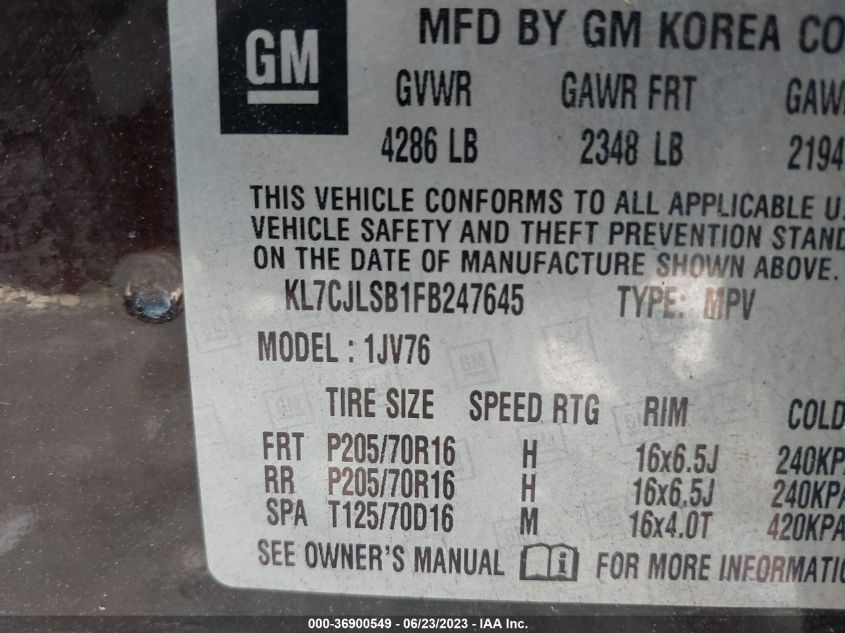 GM
MFD BY GM KOREA CO
GVWR GAWR FRT GAW
4286 LB 2348 LB 2194
THIS VEHICLE CONFORMS TO ALL APPLICABLE U.
VEHICLE SAFETY AND THEFT PREVENTION STAND
ON THE DATE OF MANUFACTURE SHOWN ABOVE.
KL7CJLSB1FB247645 TYPE: MPV
MODEL : 1JV76
TIRE SIZE SPEED RTG RIM COLD
FRT P205/70R16 H 16x6.5J 240KPA
RR P205/70R16 H 16x6.5J 240KPA
SPA T125/70D16 M 16x4.0T 420KPA
SEE OWNER'S MANUAL FOR MORE INFORMATIO
000-36900549 - 06/23/2023 - IAA Inc.